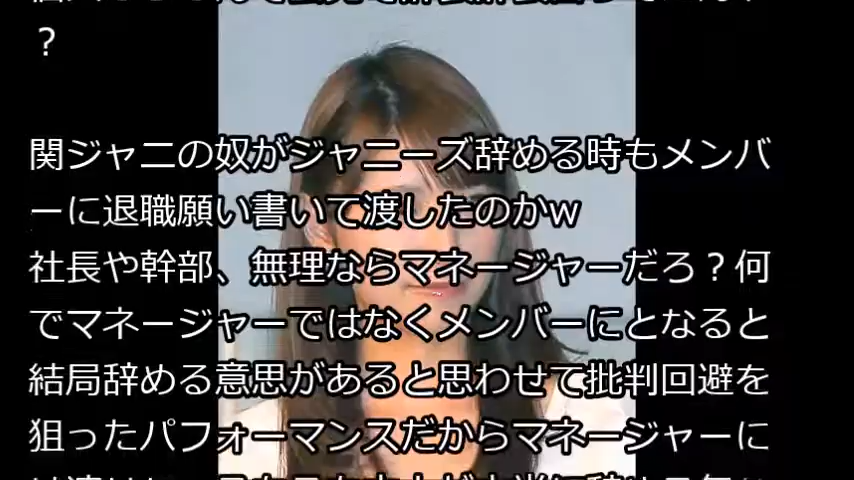 ？
関ジャニの奴がジャニーズ辞める時もメンバ
ーに退職願い書いて渡したのかw
社長や幹部、無理ならマネージャーだろ？何
でマネージャーではなくメンバーにとなると
結局辞める意思があると思わせて批判回避を
狙ったパフォーマンスだからマネージャーに